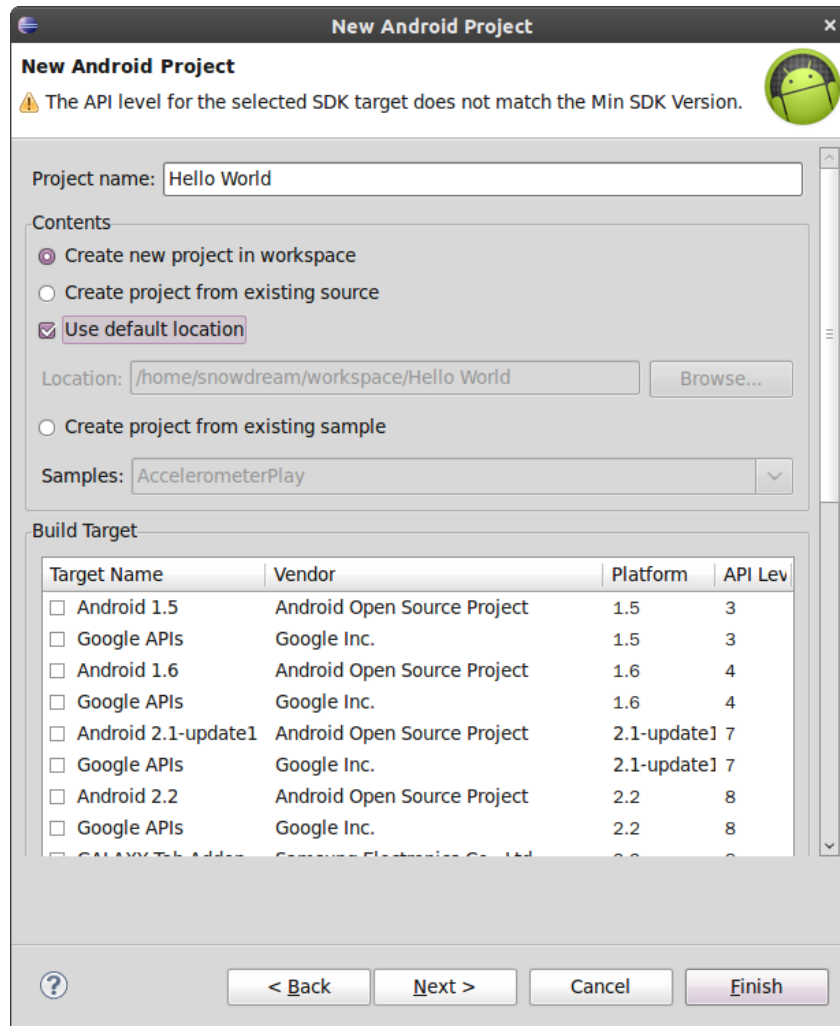 New Android Project
New Android Project
The API level for the selected SDK target does not match the Min SDK Version.
Project name: Hello World
Contents
Create new project in workspace
Create project from existing source
Use default location
Location: /home/snowdream/workspace/Hello World Browse...
Create project from existing sample
Samples: AccelerometerPlay
Build Target
Target Name Vendor Platform API Lev
Android 1.5 Android Open Source Project 1.5 3
Google APIs Google Inc. 1.5 3
Android 1.6 Android Open Source Project 1.6 4
Google APIs Google Inc. 1.6 4
Android 2.1-update1 Android Open Source Project 2.1-update1 7
Google APIs Google Inc. 2.1-update1 7
Android 2.2 Android Open Source Project 2.2 8
Google APIs Google Inc. 2.2 8
< Back Next > Cancel Finish